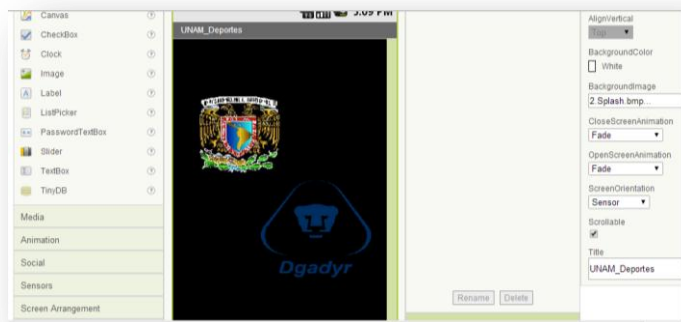 Canvas
CheckBox
Clock
Image
Label
ListPicker
PasswordTextBox
Slider
TextBox
TinyDB
Media
Animation
Social
Sensors
Screen Arrangement
5:09 PM
UNAM_Deportes
Dgadyr
Rename Delete
AlignVertical
Top
BackgroundColor
White
BackgroundImage
2.Splash.bmp...
CloseScreenAnimation
Fade
OpenScreenAnimation
Fade
ScreenOrientation
Sensor
Scrollable
Title
UNAM_Deportes